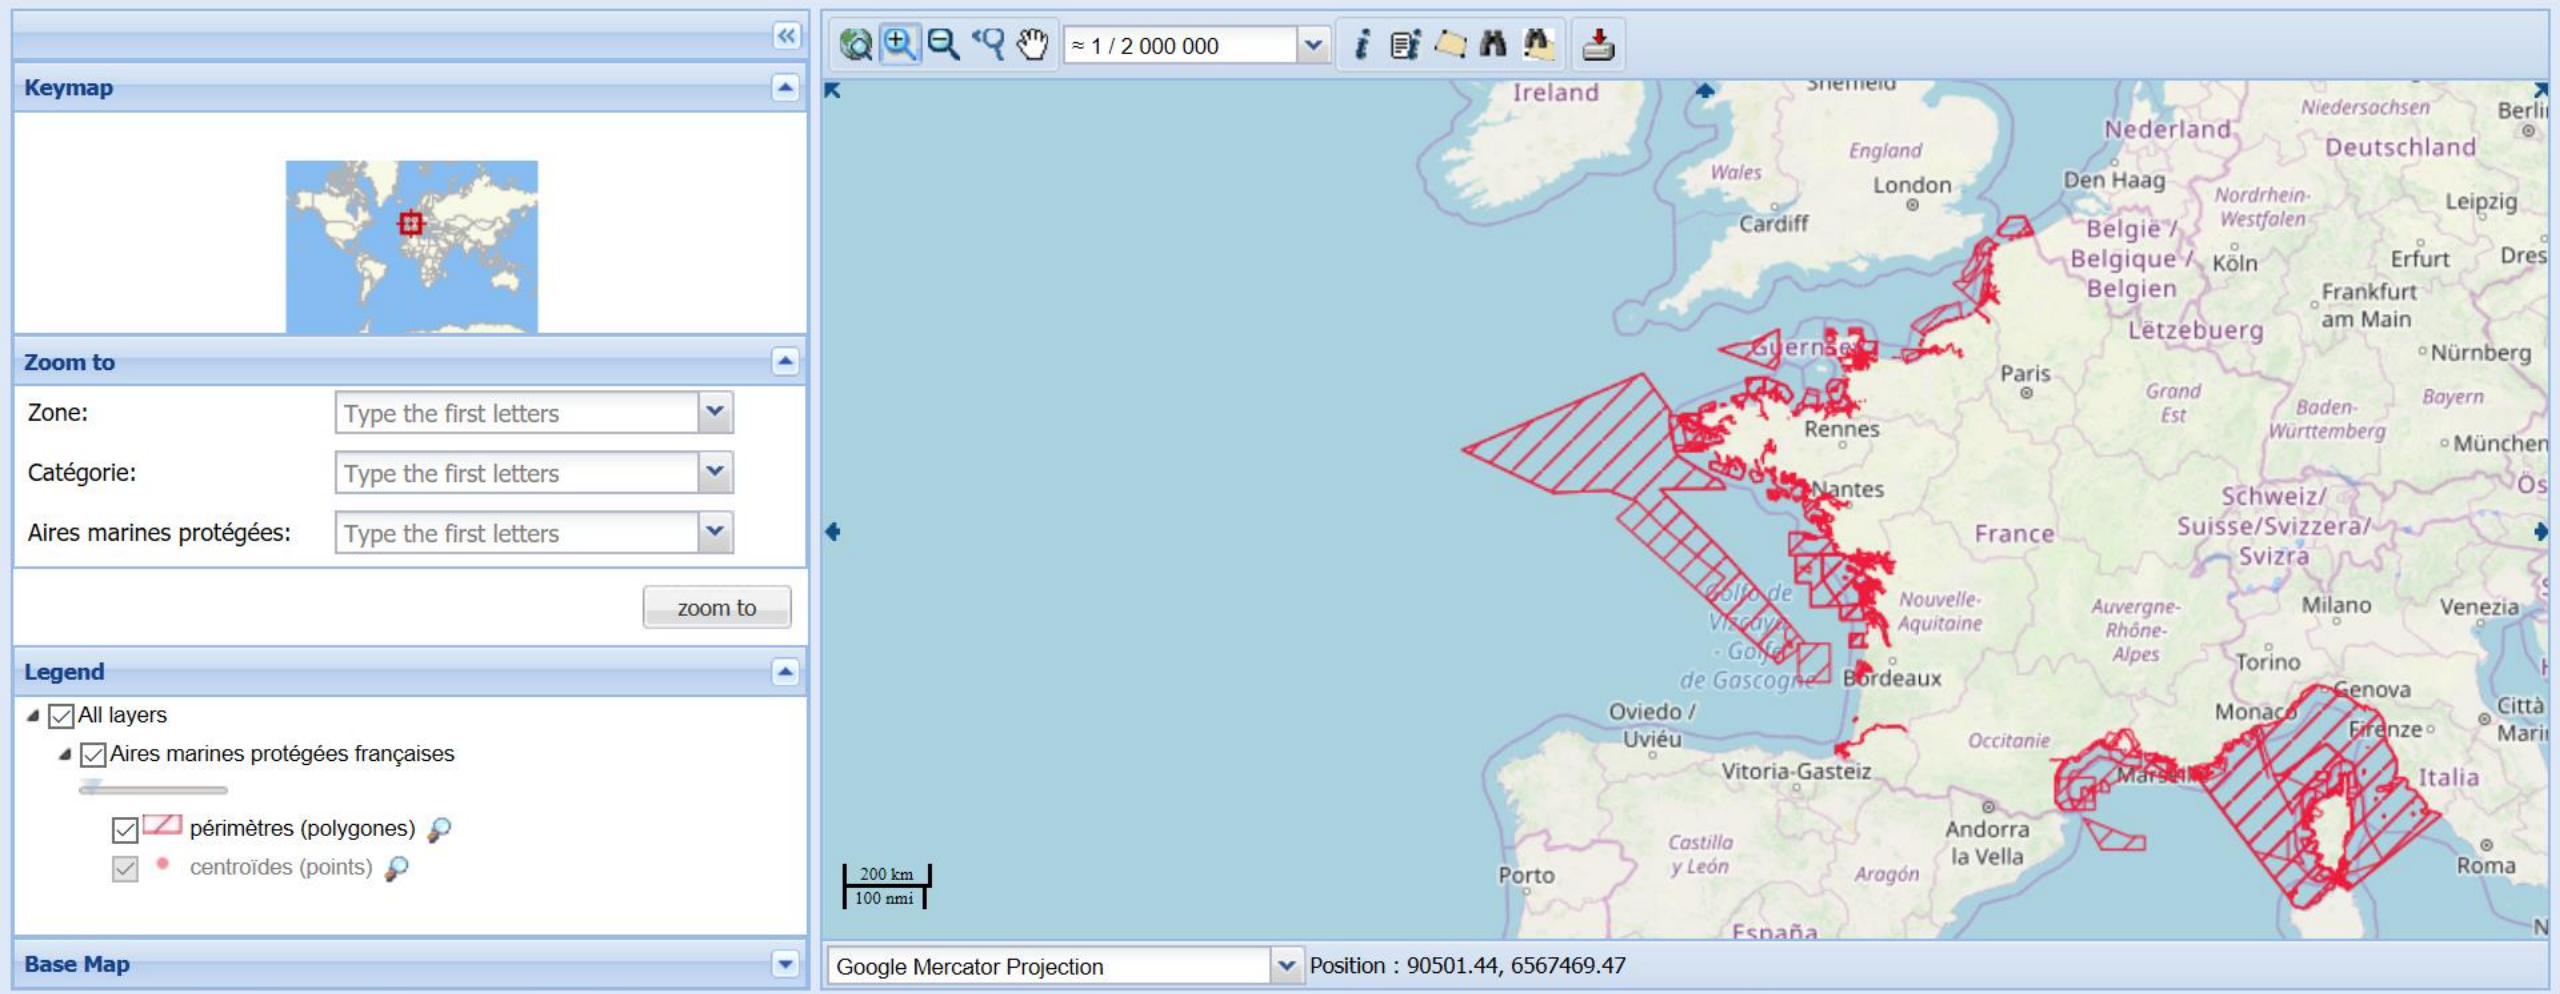 ≈ 1 / 2 000 000
Keymap
Zoom to
Zone:
Type the first letters
Catégorie:
Type the first letters
Aires marines protégées:
Type the first letters
zoom to
Legend
All layers
Aires marines protégées françaises
périmètres (polygones)
centroïdes (points)
Base Map
Ireland
Sheffield
Niedersachsen
Nederland
England
Deutschland
Wales
Den Haag
London
Nordrhein-
Westfalen
Leipzig
Cardiff
België /
Belgique /
Belgien
Köln
Erfurt
Frankfurt
am Main
Lëtzebuerg
Nürnberg
Paris
Grand
Est
Baden-
Württemberg
Bayern
Rennes
München
Nantes
Schweiz/
Suisse/Svizzera/
Svizra
France
Golfo de
Vizcaya
- Golfe
de Gascogne
Nouvelle-
Aquitaine
Auvergne-
Rhône-
Alpes
Milano
Venezia
Torino
Bordeaux
Genova
Oviedo /
Uviéu
Monaco
Firenze
Città
Occitanie
Vitoria-Gasteiz
Italia
Andorra
la Vella
Castilla
y León
Aragón
Porto
Roma
España
200 km
100 nmi
Google Mercator Projection
Position : 90501.44, 6567469.47